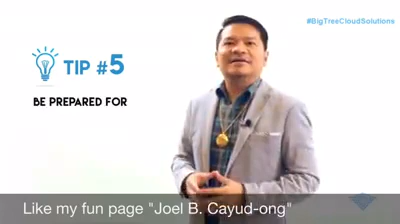 #BigTreeCloudSolutions
TIP #5
BE PREPARED FOR
Like my fun page "Joel B. Cayud-ong"